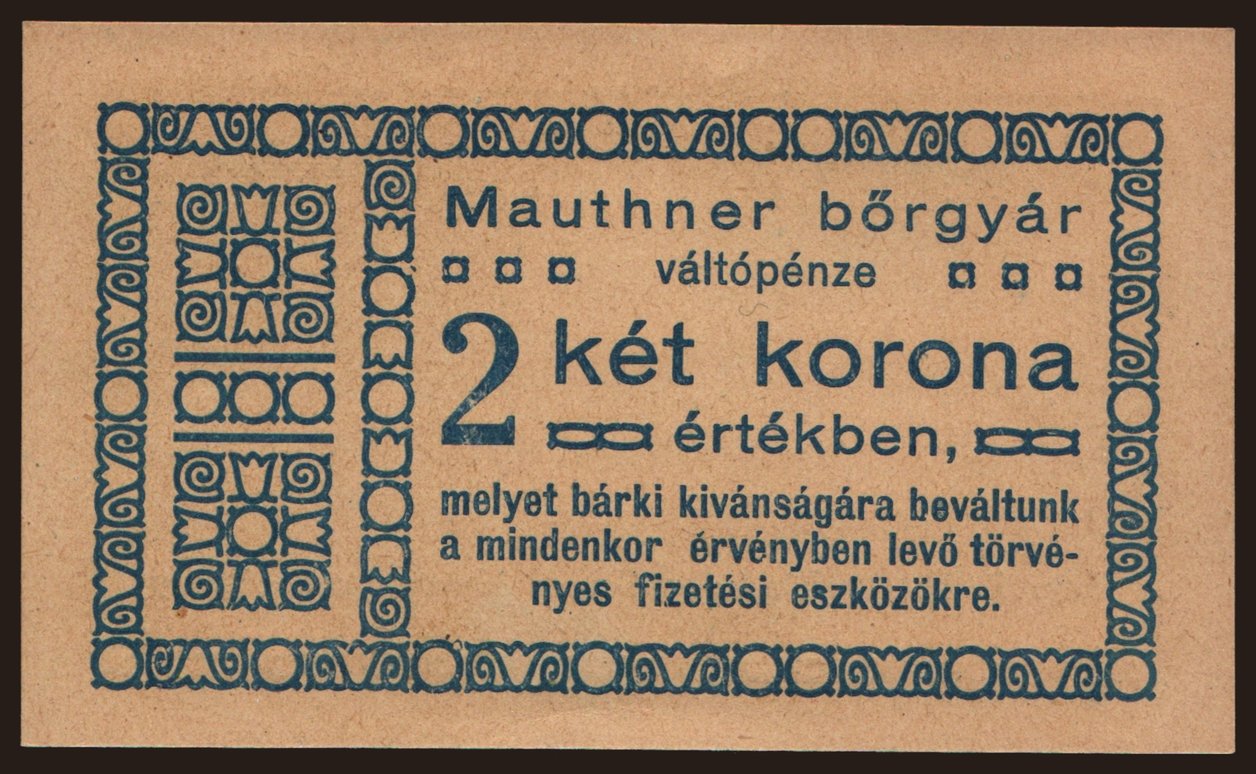 Mauthner bőrgyár
váltópénze
2 két korona
értékben,
melyet bárki kivánságára beváltunk
a mindenkor érvényben levő törvé-
nyes fizetési eszközökre.